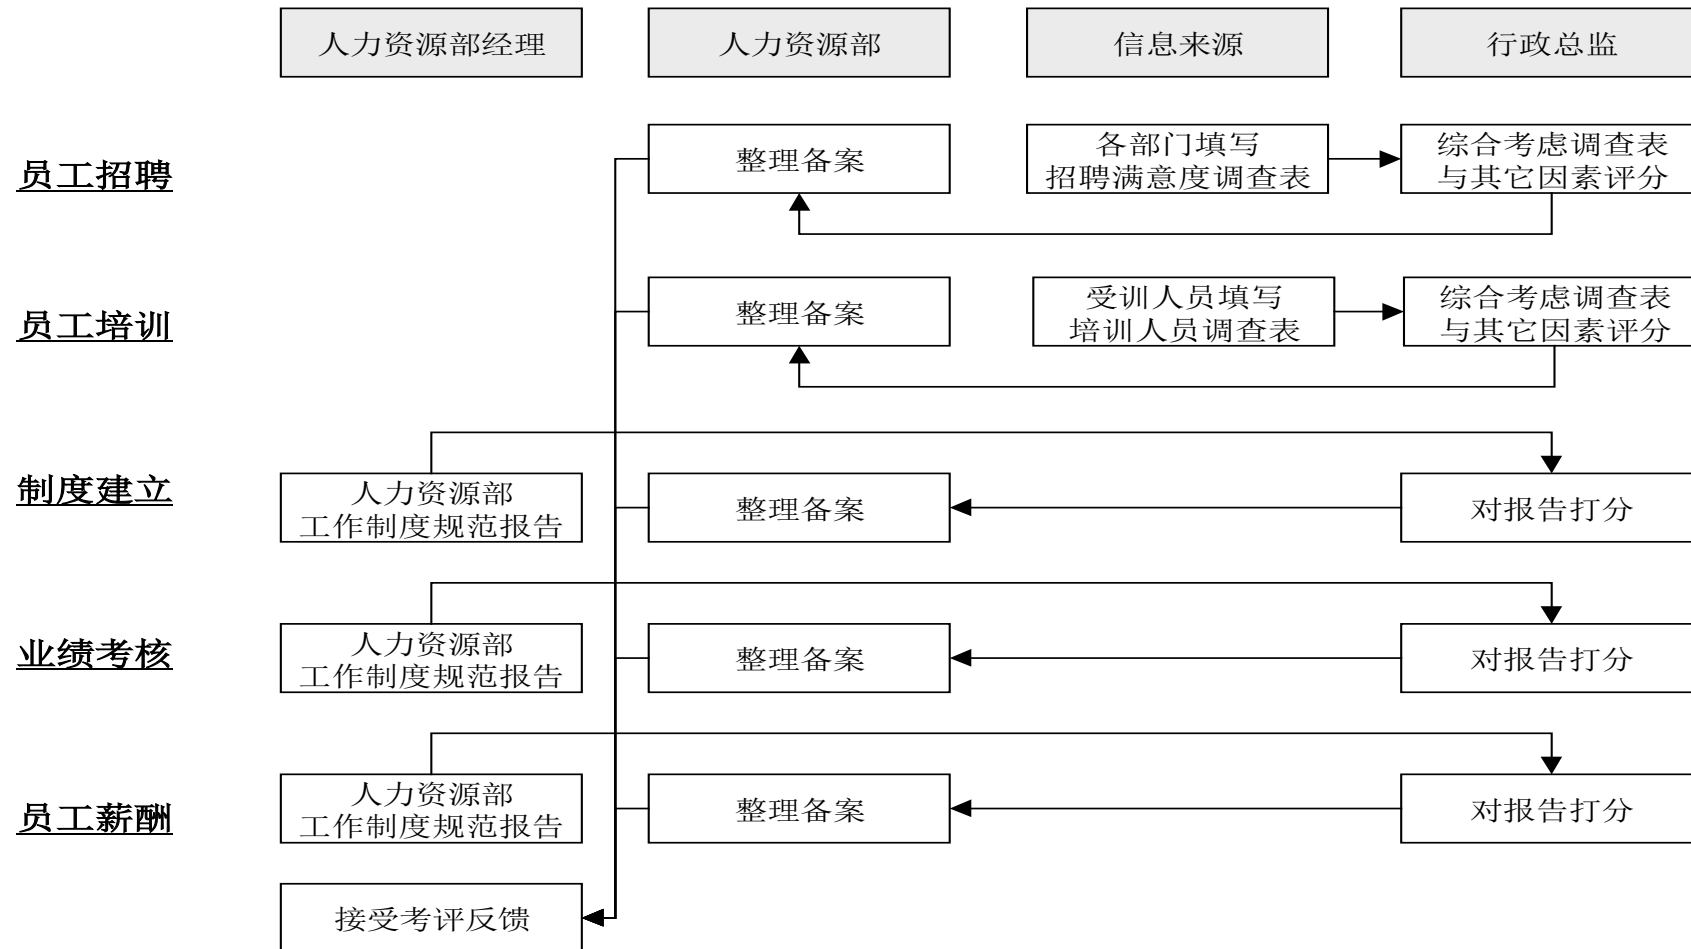 人力资源部经理
人力资源部
信息来源
行政总监
员工招聘
整理备案
各部门填写
招聘满意度调查表
综合考虑调查表
与其它因素评分
员工培训
整理备案
受训人员填写
培训人员调查表
综合考虑调查表
与其它因素评分
制度建立
人力资源部
工作制度规范报告
整理备案
对报告打分
业绩考核
人力资源部
工作制度规范报告
整理备案
对报告打分
员工薪酬
人力资源部
工作制度规范报告
整理备案
对报告打分
接受考评反馈